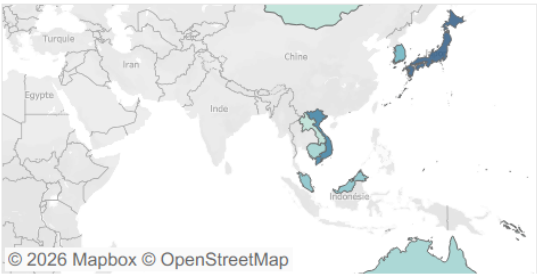 Turquie
Chine
Iran
Egypte
Inde
Indonésie
© 2026 Mapbox © OpenStreetMap